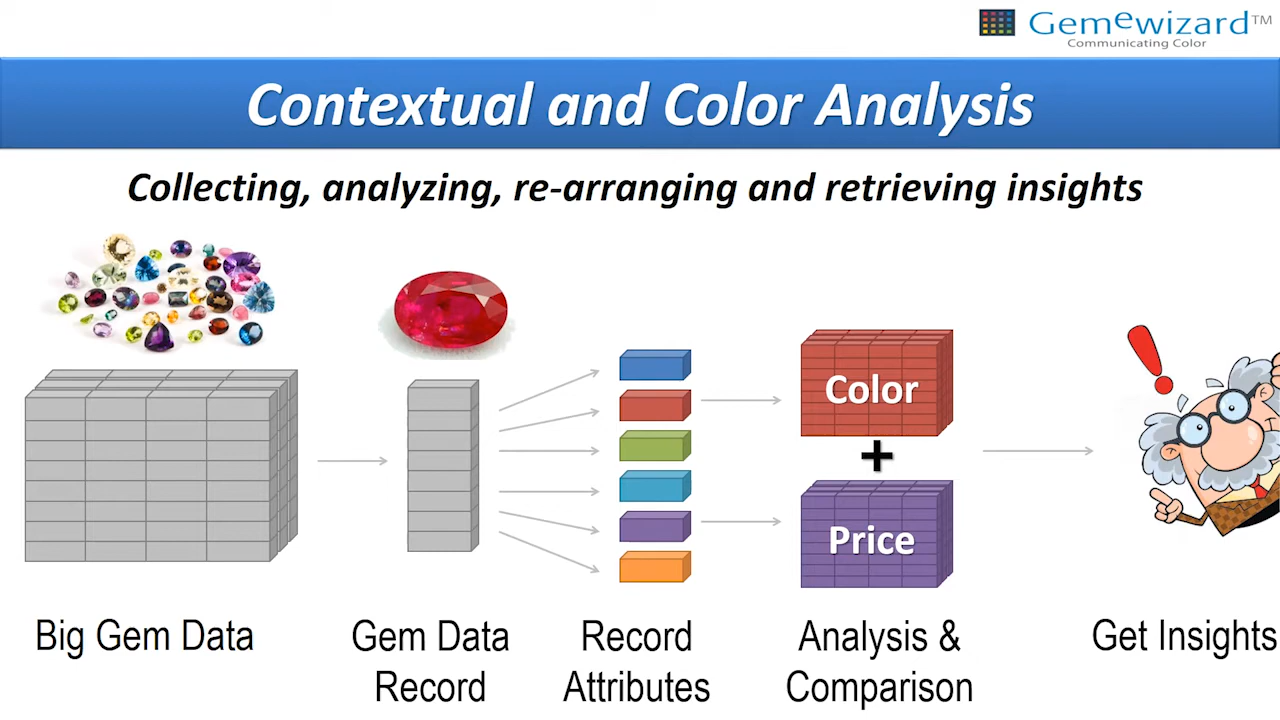 Gemewizard™
Communicating Color
Contextual and Color Analysis
Collecting, analyzing, re-arranging and retrieving insights
Color
+
Price
Big Gem Data
Gem Data
Record
Record
Attributes
Analysis &
Comparison
Get Insights